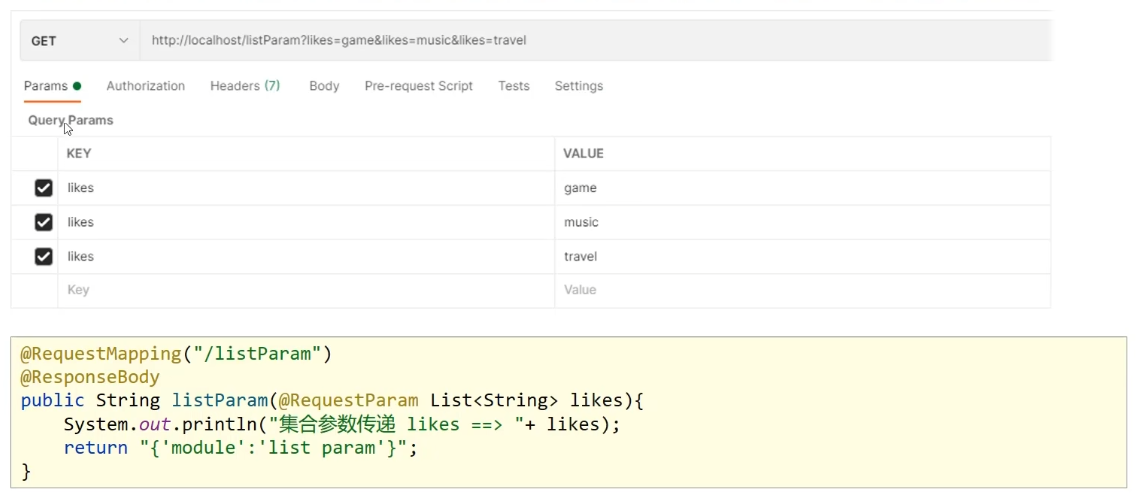 GET http://localhost/listParam?likes=game&likes=music&likes=travel
Params Authorization Headers (7) Body Pre-request Script Tests Settings
Query Params
KEY VALUE
likes game
likes music
likes travel
Key Value
@RequestMapping("/listParam")
@ResponseBody
public String listParam(@RequestParam List<String> likes){
    System.out.println("集合参数传递 likes ==> "+ likes);
    return "{'module':'list param'}";
}